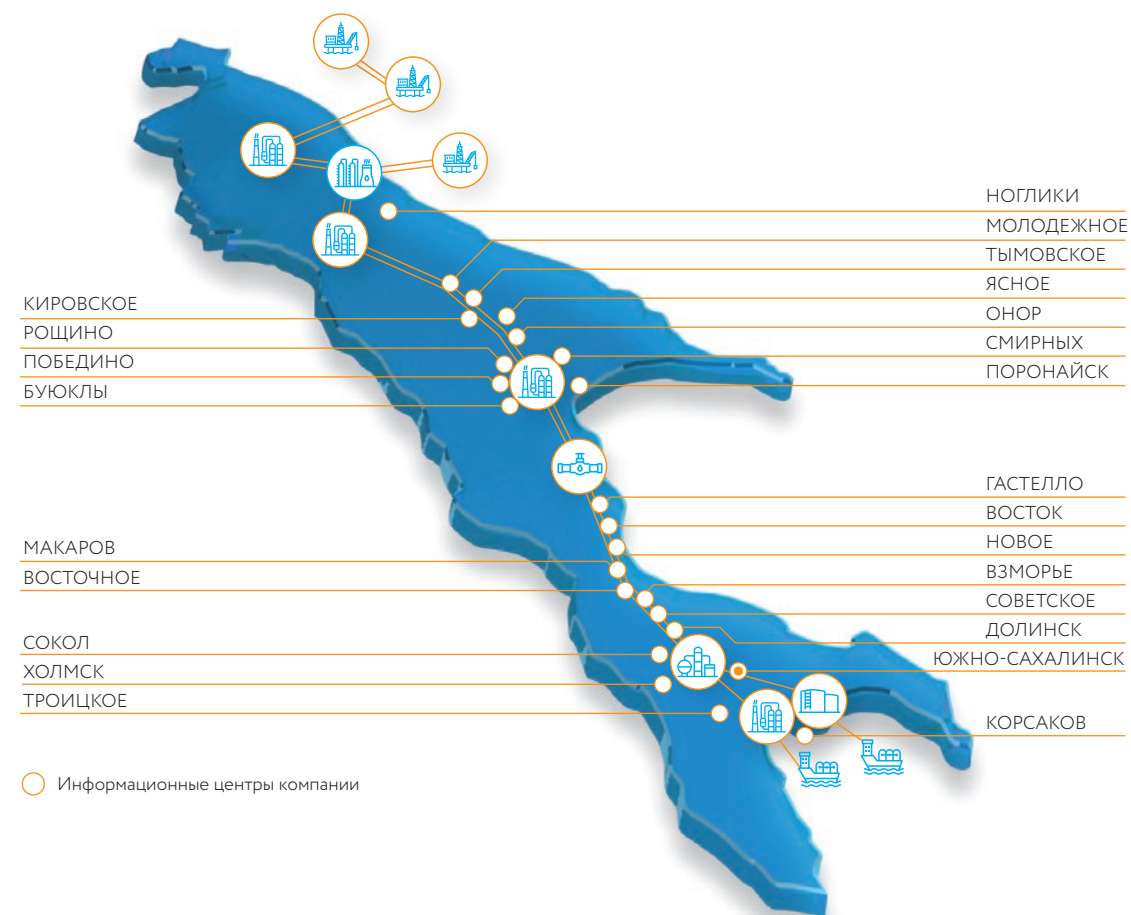 НОГЛИКИ
МОЛОДЕЖНОЕ
ТЫМОВСКОЕ
ЯСНОЕ
ОНОР
СМИРНЫХ
ПОРОНАЙСК
КИРОВСКОЕ
РОЩИНО
ПОБЕДИНО
БУЮКЛЫ
ГАСТЕЛЛО
ВОСТОК
НОВОЕ
ВЗМОРЬЕ
СОВЕТСКОЕ
ДОЛИНСК
ЮЖНО-САХАЛИНСК
КОРСАКОВ
МАКАРОВ
ВОСТОЧНОЕ
СОКОЛ
ХОЛМСК
ТРОИЦКОЕ
Информационные центры компании